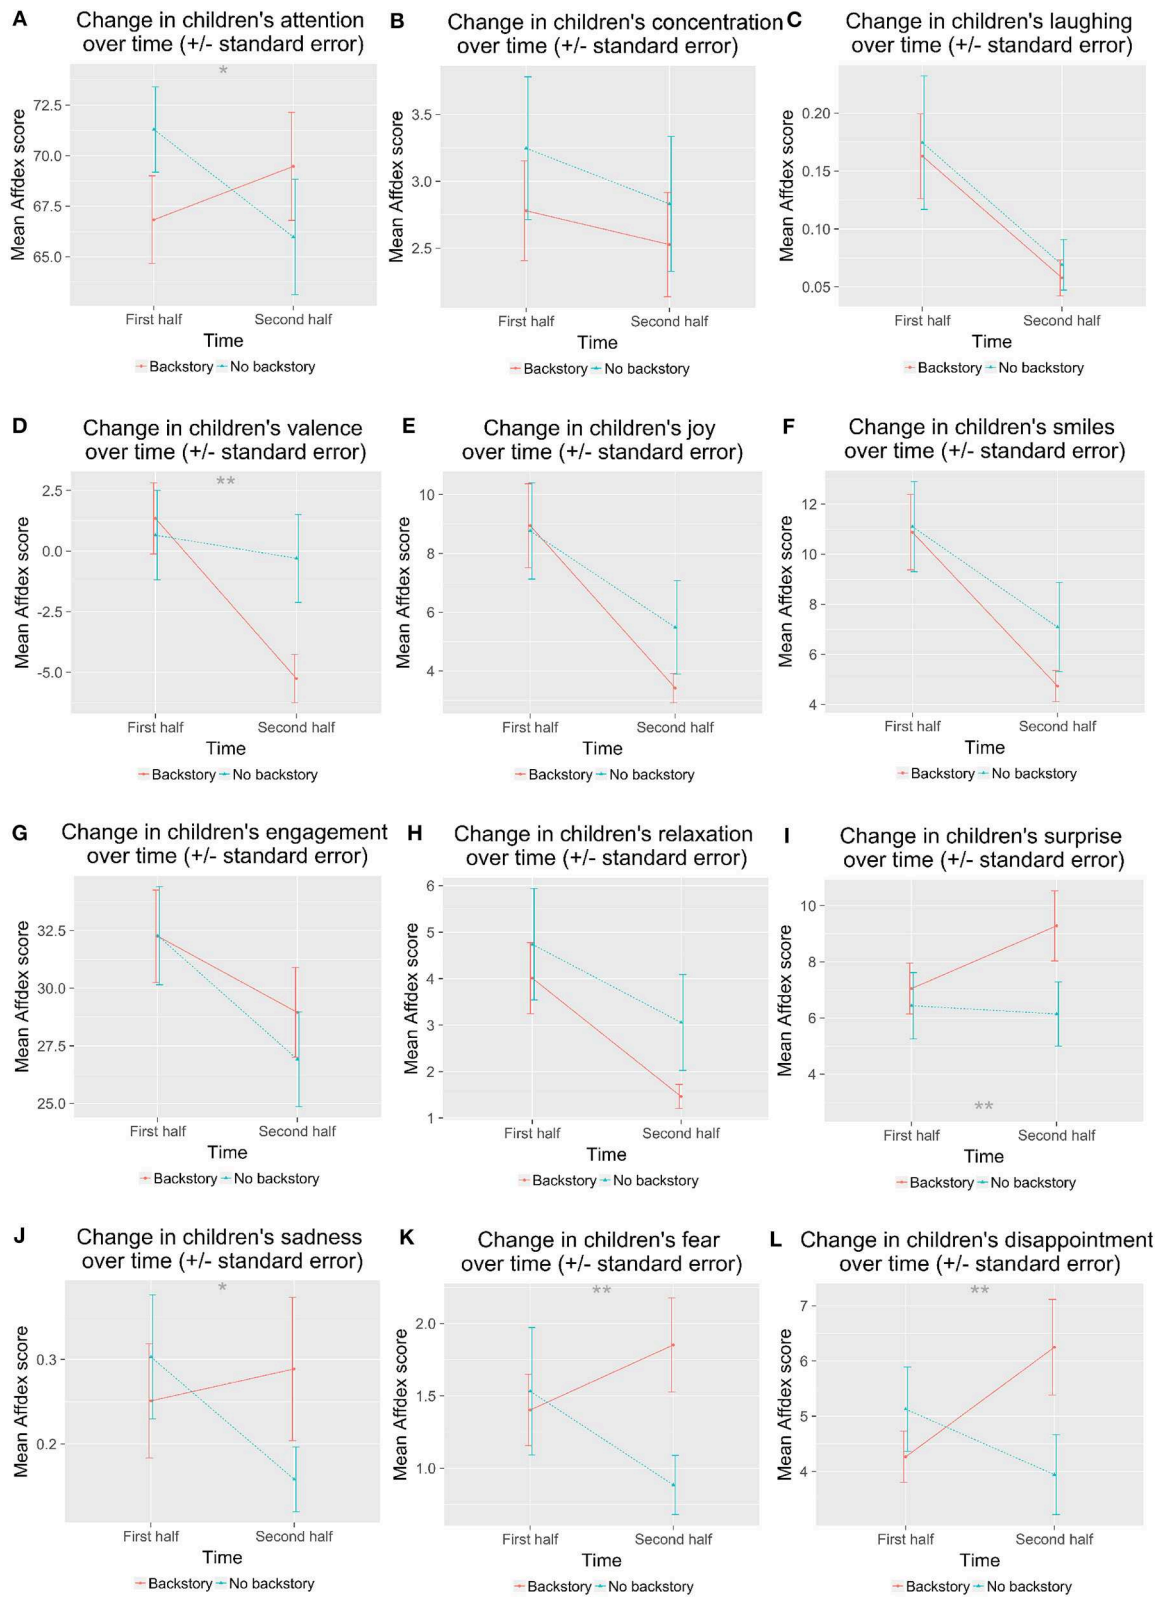 A
Change in children's attention
over time (+/- standard error)
*
Mean Affdex score
72.5
70.0
67.5
65.0
First half
Second half
Time
Backstory
No backstory
B
Change in children's concentration
over time (+/- standard error)
Mean Affdex score
3.5
3.0
2.5
First half
Second half
Time
Backstory
No backstory
C
Change in children's laughing
over time (+/- standard error)
Mean Affdex score
0.20
0.15
0.10
0.05
First half
Second half
Time
Backstory
No backstory
D
Change in children's valence
over time (+/- standard error)
**
Mean Affdex score
2.5
0.0
-2.5
-5.0
First half
Second half
Time
Backstory
No backstory
E
Change in children's joy
over time (+/- standard error)
Mean Affdex score
10
8
6
4
First half
Second half
Time
Backstory
No backstory
F
Change in children's smiles
over time (+/- standard error)
Mean Affdex score
12
10
8
6
4
First half
Second half
Time
Backstory
No backstory
G
Change in children's engagement
over time (+/- standard error)
Mean Affdex score
32.5
30.0
27.5
25.0
First half
Second half
Time
Backstory
No backstory
H
Change in children's relaxation
over time (+/- standard error)
Mean Affdex score
6
5
4
3
2
1
First half
Second half
Time
Backstory
No backstory
I
Change in children's surprise
over time (+/- standard error)
Mean Affdex score
10
8
6
4
**
First half
Second half
Time
Backstory
No backstory
J
Change in children's sadness
over time (+/- standard error)
*
Mean Affdex score
0.3
0.2
First half
Second half
Time
Backstory
No backstory
K
Change in children's fear
over time (+/- standard error)
**
Mean Affdex score
2.0
1.5
1.0
First half
Second half
Time
Backstory
No backstory
L
Change in children's disappointment
over time (+/- standard error)
**
Mean Affdex score
7
6
5
4
First half
Second half
Time
Backstory
No backstory